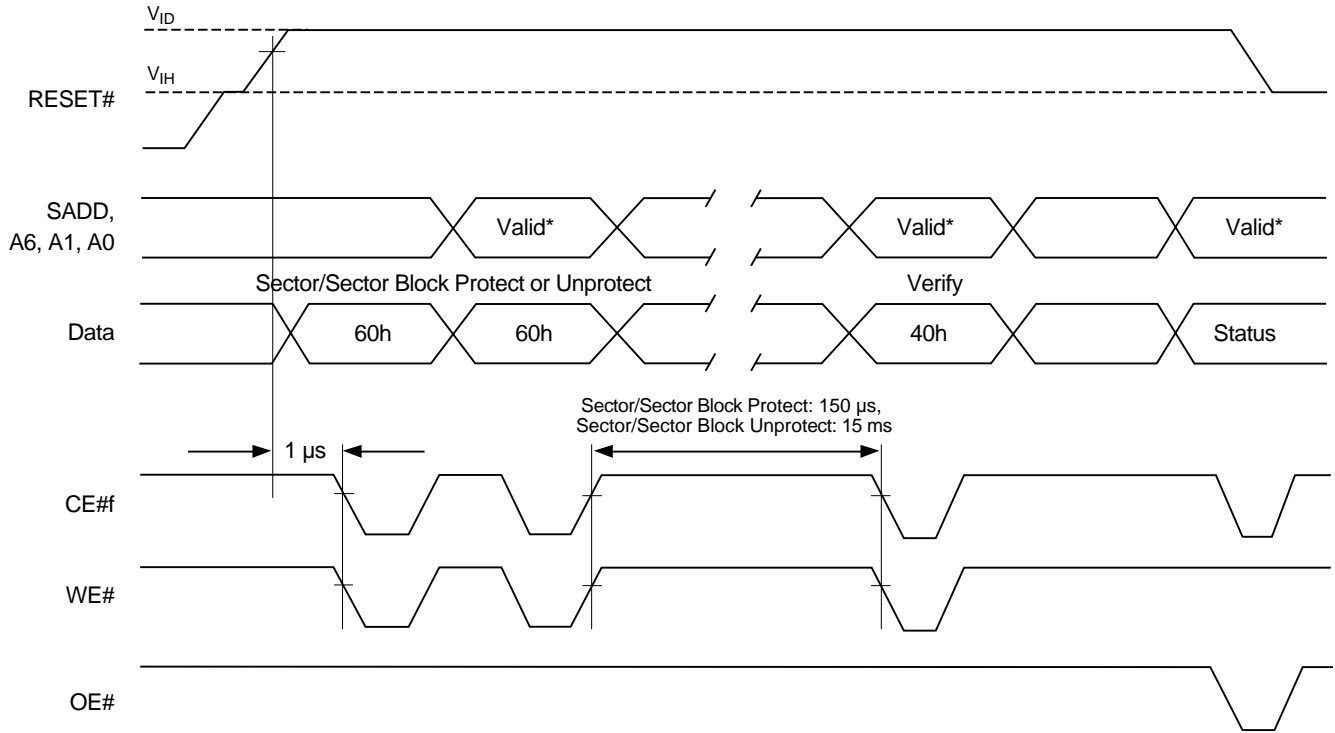 VID
VIH
RESET#
SADD,
A6, A1, A0
Valid*
Valid*
Valid*
Sector/Sector Block Protect or Unprotect
Verify
Data
60h
60h
40h
Status
Sector/Sector Block Protect: 150 µs,
Sector/Sector Block Unprotect: 15 ms
1 µs
CE#f
WE#
OE#